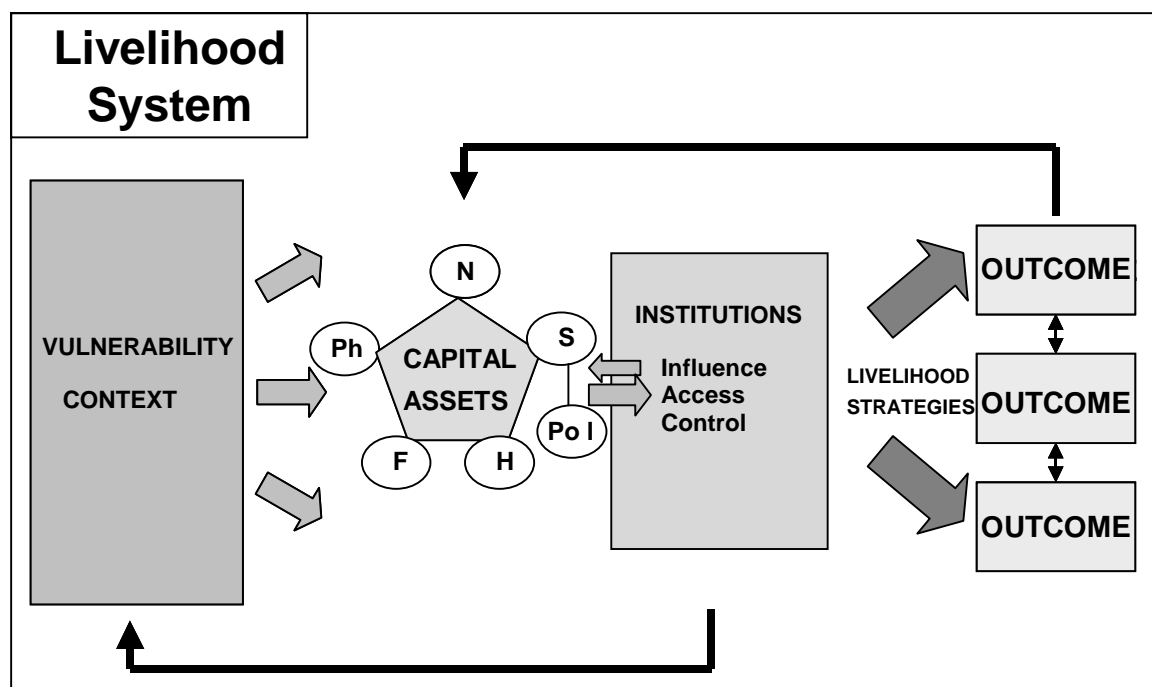 Livelihood
System
VULNERABILITY
CONTEXT
N
Ph
S
CAPITAL
ASSETS
F
H
Po l
INSTITUTIONS
Influence
Access
Control
LIVELIHOOD
STRATEGIES
OUTCOME
OUTCOME
OUTCOME